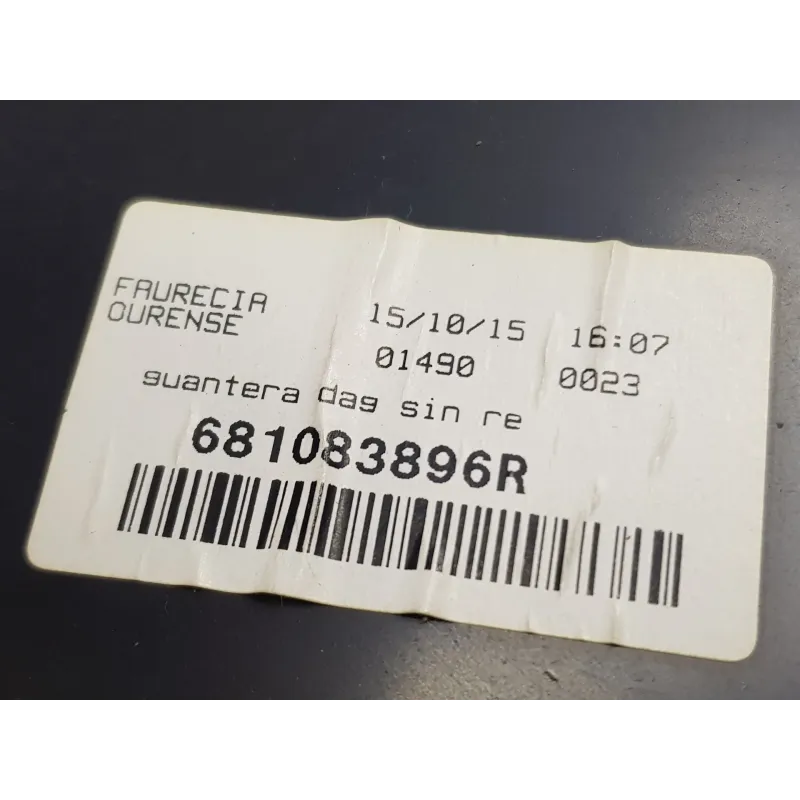 FAURECIA
OURENSE
15/10/15 16:07
01490 0023
guantera dag sin re
681083896R